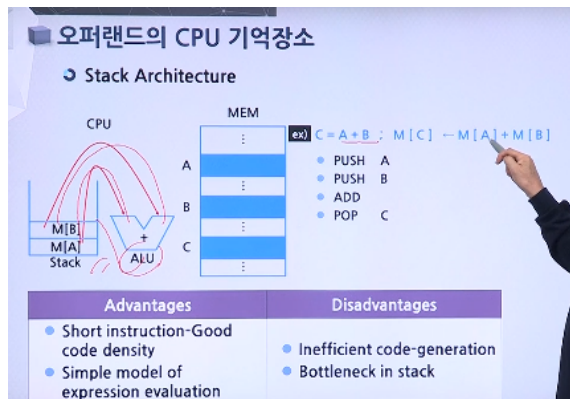 오퍼랜드의 CPU 기억장소
Stack Architecture
CPU
MEM
A
B
C
M[B]
M[A]
Stack
+
ALU
ex) C = A + B ; M [ C ] ← M [ A ] + M [ B ]
PUSH A
PUSH B
ADD
POP C
Advantages
Disadvantages
Short instruction-Good
code density
Simple model of
expression evaluation
Inefficient code-generation
Bottleneck in stack